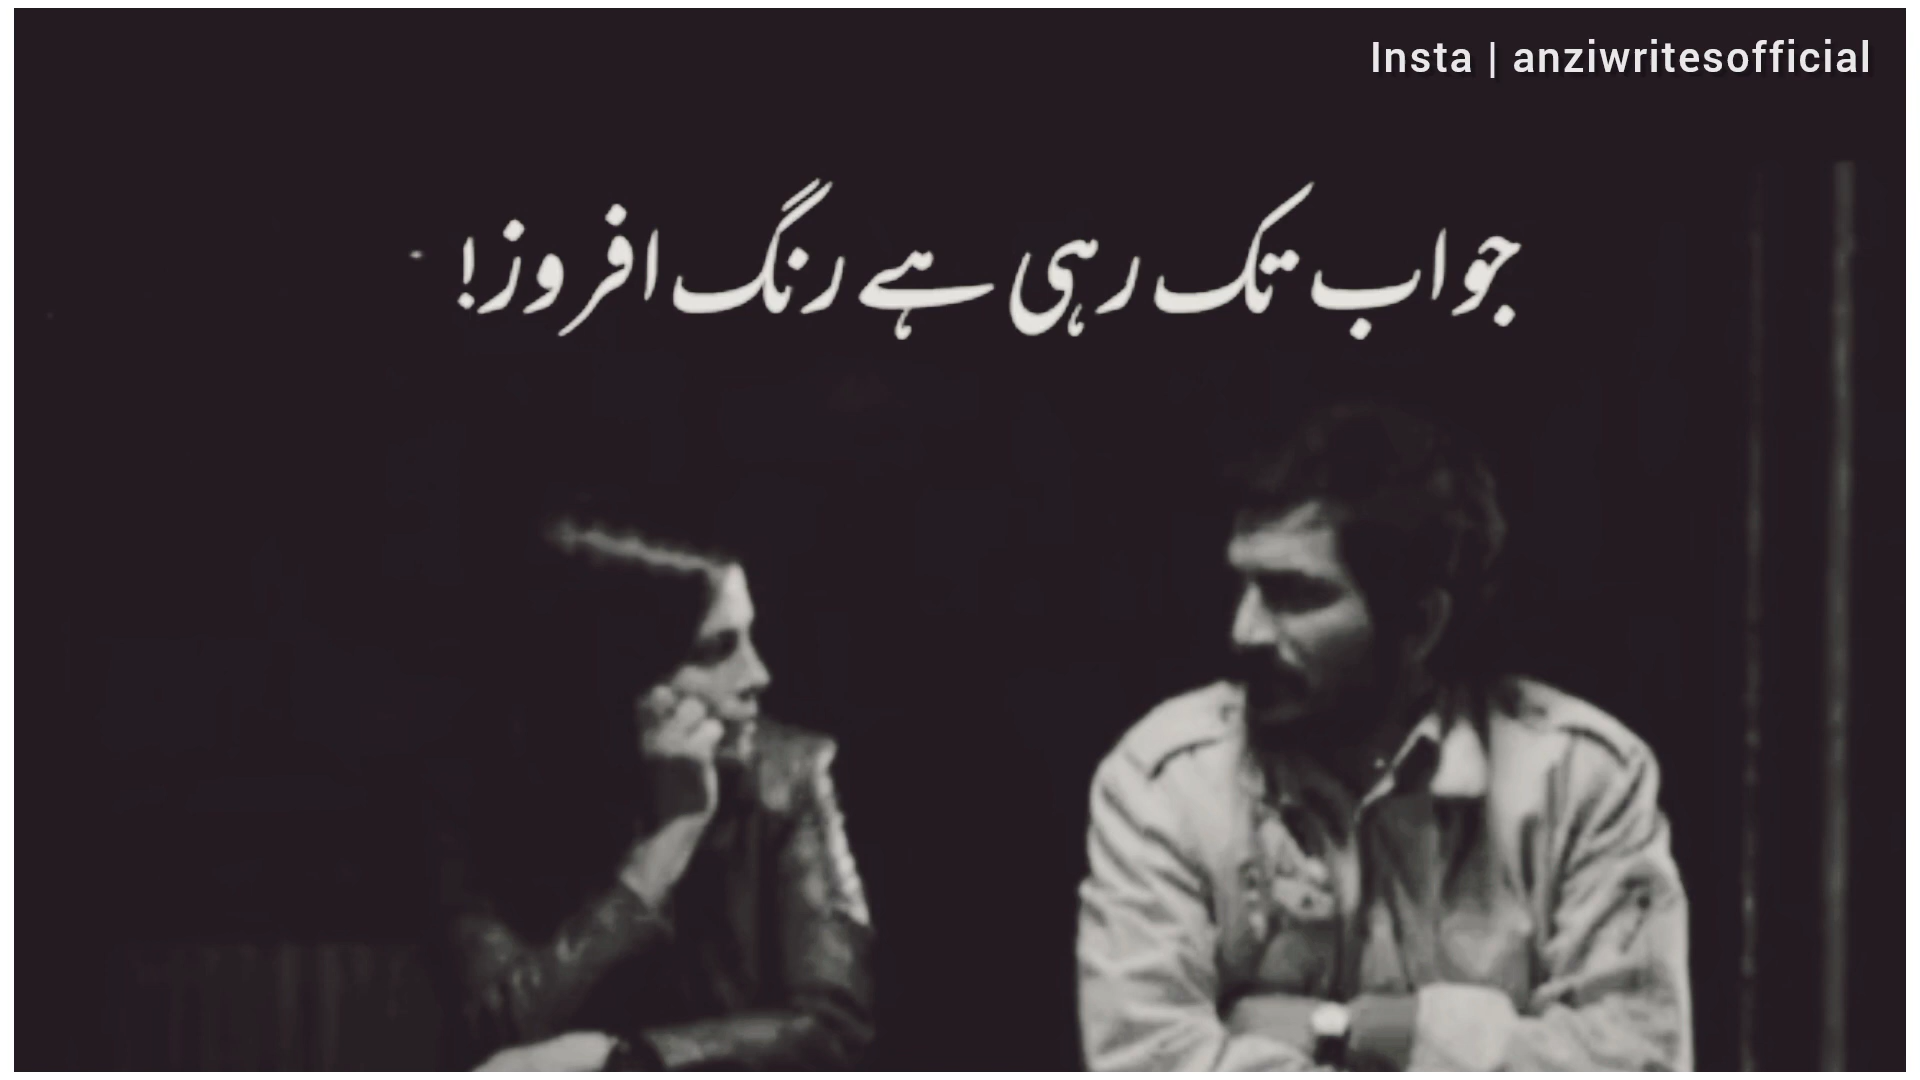 Insta | anziwritesofficial
جواب تک رہی ہے رنگ افروز!